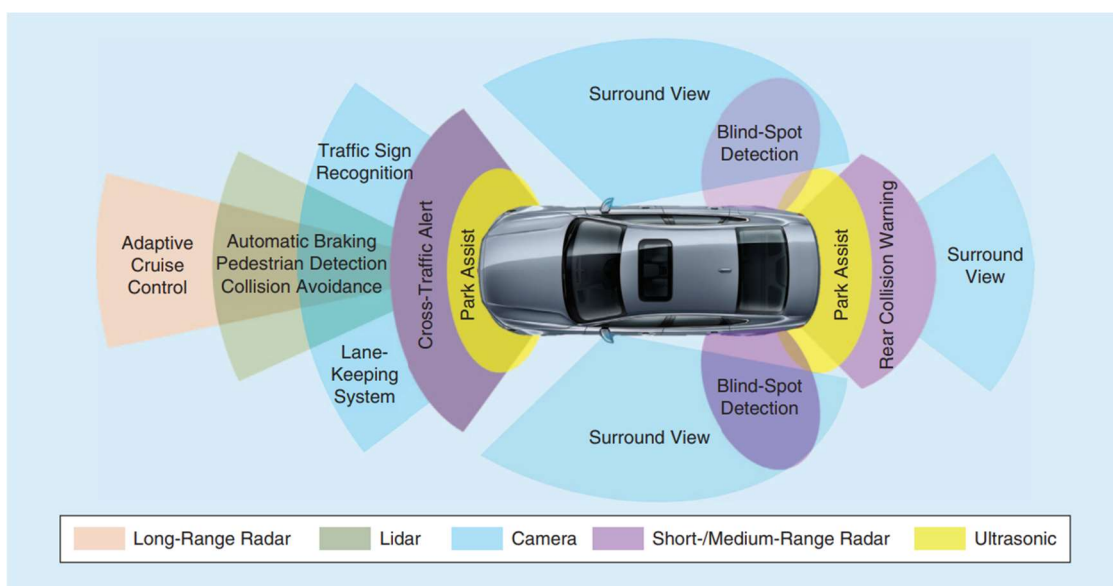 Surround View
Blind-Spot
Detection
Traffic Sign
Recognition
Adaptive
Cruise
Control
Automatic Braking
Pedestrian Detection
Collision Avoidance
Cross-Traffic Alert
Park Assist
Park Assist
Rear Collision Warning
Surround
View
Lane-
Keeping
System
Blind-Spot
Detection
Surround View
Long-Range Radar
Lidar
Camera
Short-/Medium-Range Radar
Ultrasonic